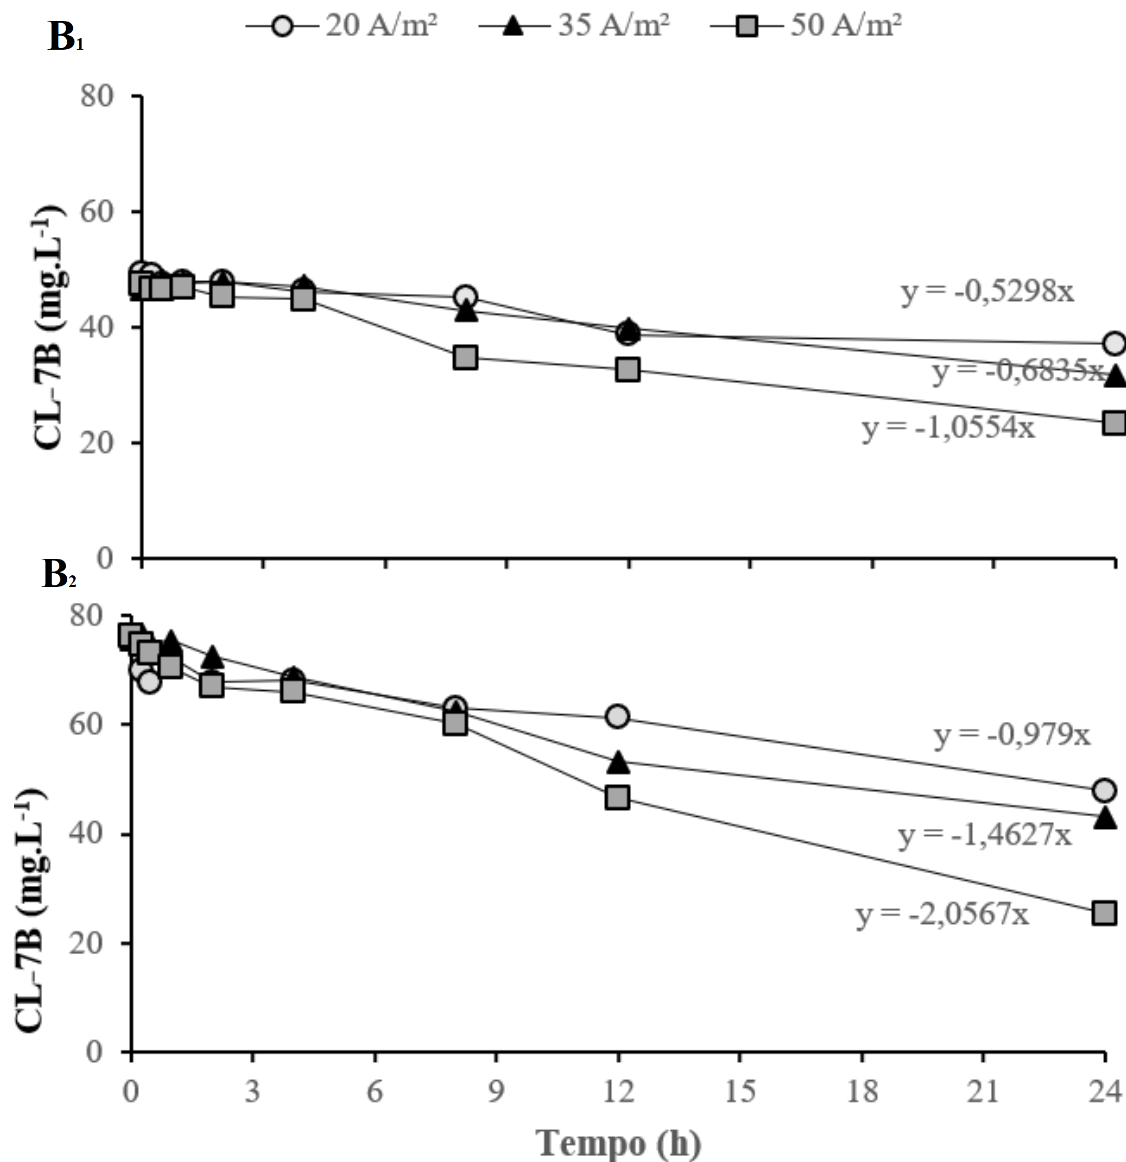 B₁
20 A/m² 35 A/m² 50 A/m²
80
60
40
20
0
CL-7B (mg.L⁻¹)
y = -0,5298x
y = -0,6835x
y = -1,0554x
B₂
80
60
40
20
0
CL-7B (mg.L⁻¹)
y = -0,979x
y = -1,4627x
y = -2,0567x
0 3 6 9 12 15 18 21 24
Tempo (h)